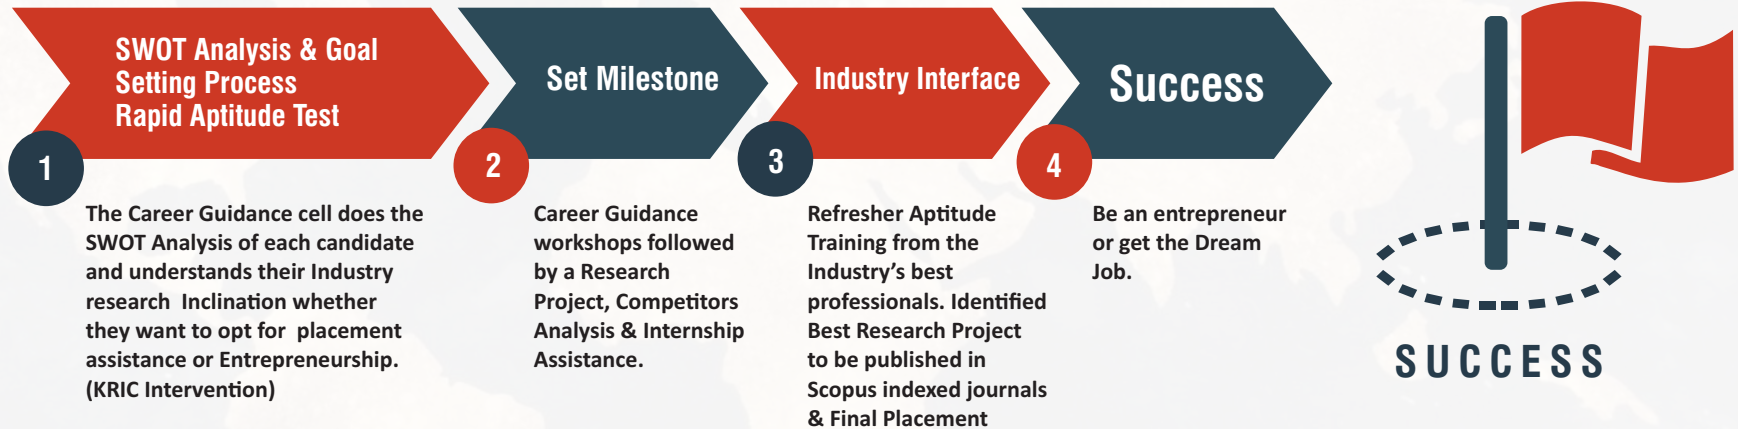 SWOT Analysis & Goal
Setting Process
Rapid Aptitude Test
1
The Career Guidance cell does the
SWOT Analysis of each candidate
and understands their Industry
research Inclination whether
they want to opt for placement
assistance or Entrepreneurship.
(KRIC Intervention)
Set Milestone
2
Career Guidance
workshops followed
by a Research
Project, Competitors
Analysis & Internship
Assistance.
Industry Interface
3
Refresher Aptitude
Training from the
Industry's best
professionals. Identified
Best Research Project
to be published in
Scopus indexed journals
& Final Placement
Success
4
Be an entrepreneur
or get the Dream
Job.
SUCCESS